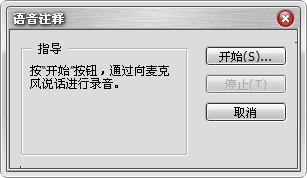 语音注释
指导
按“开始”按钮，通过向麦克
风说话进行录音。
开始(S)...
停止(T)
取消